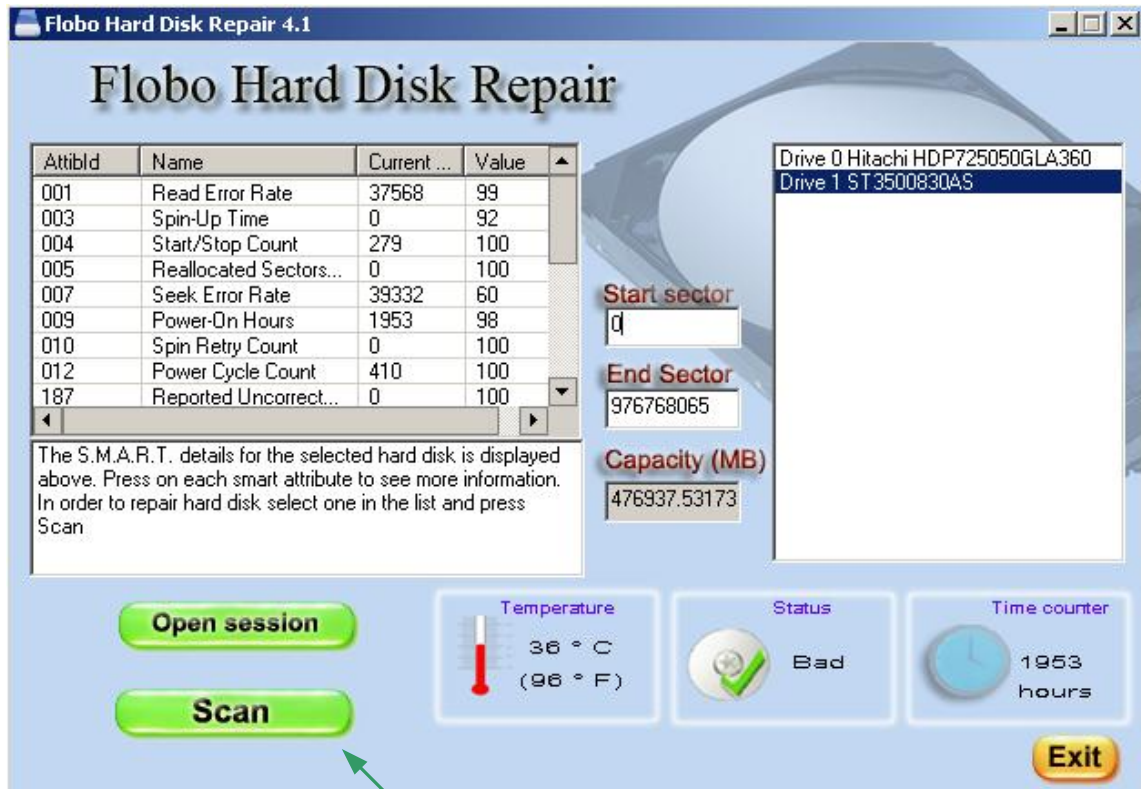 Flobo Hard Disk Repair 4.1
Flobo Hard Disk Repair
AttibId Name Current ... Value
001 Read Error Rate 37568 99
003 Spin-Up Time 0 92
004 Start/Stop Count 279 100
005 Reallocated Sectors... 0 100
007 Seek Error Rate 39332 60
009 Power-On Hours 1953 98
010 Spin Retry Count 0 100
012 Power Cycle Count 410 100
187 Reported Uncorrect... 0 100
The S.M.A.R.T. details for the selected hard disk is displayed
above. Press on each smart attribute to see more information.
In order to repair hard disk select one in the list and press
Scan
Start sector
0
End Sector
976768065
Capacity (MB)
476937.53173
Drive 0 Hitachi HDP725050GLA360
Drive 1 ST3500830AS
Open session
Scan
Temperature
36 ° C
(96 ° F)
Status
Bad
Time counter
1953
hours
Exit